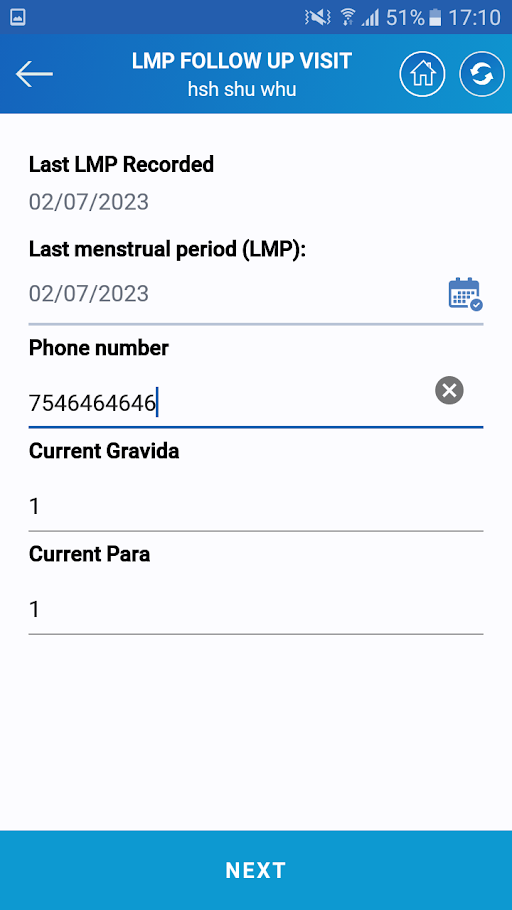 51% 17:10
LMP FOLLOW UP VISIT
hsh shu whu
Last LMP Recorded
02/07/2023
Last menstrual period (LMP):
02/07/2023
Phone number
7546464646
Current Gravida
1
Current Para
1
NEXT